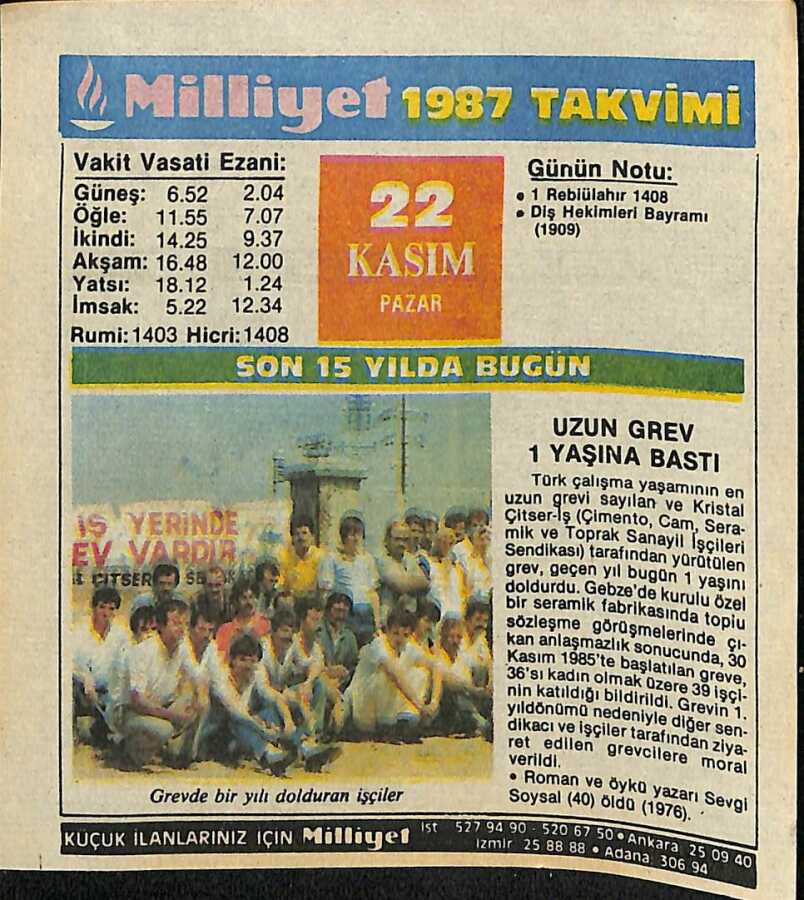 Milliyet 1987 TAKVİMİ
Vakit Vasati Ezani:
Güneş: 6.52 2.04
Öğle: 11.55 7.07
İkindi: 14.25 9.37
Akşam: 16.48 12.00
Yatsı: 18.12 1.24
İmsak: 5.22 12.34
Rumi: 1403 Hicri: 1408
22
KASIM
PAZAR
Günün Notu:
• 1 Rebiülahır 1408
• Diş Hekimleri Bayramı
(1909)
SON 15 YILDA BUGÜN
İŞ YERİNDE
EV VARDIR
ÇİTSER
Grevde bir yılı dolduran işçiler
UZUN GREV
1 YAŞINA BASTI
Türk çalışma yaşamının en
uzun grevi sayılan ve Kristal
Çitser-İş (Çimento, Cam, Sera-
mik ve Toprak Sanayii İşçileri
Sendikası) tarafından yürütülen
grev, geçen yıl bugün 1 yaşını
doldurdu. Gebze'de kurulu özel
bir seramik fabrikasında toplu
sözleşme görüşmelerinde çı-
kan anlaşmazlık sonucunda, 30
Kasım 1985'te başlatılan greve,
36'sı kadın olmak üzere 39 işçi-
nin katıldığı bildirildi. Grevin 1.
yıldönümü nedeniyle diğer sen-
dikacı ve işçiler tarafından ziya-
ret edilen grevcilere moral
verildi.
• Roman ve öykü yazarı Sevgi
Soysal (40) öldü (1976).
KÜÇÜK İLANLARINIZ İÇİN Milliyet İst 527 94 90 - 520 67 50 • Ankara 25 09 40
İzmir 25 88 88 • Adana 306 94